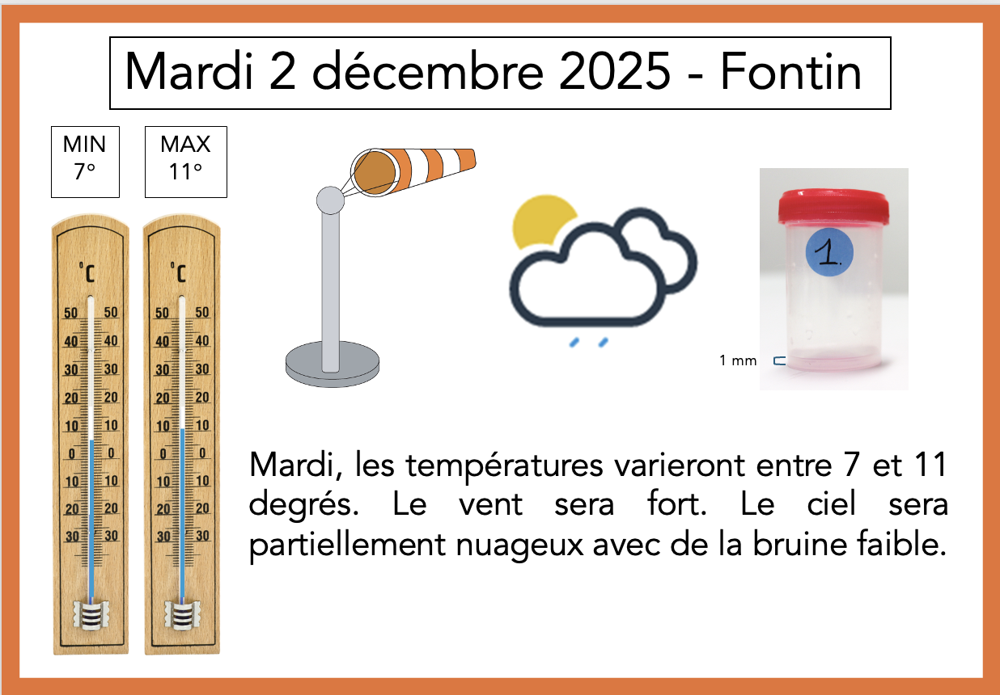 Mardi 2 décembre 2025 - Fontin
MIN
7°
MAX
11°
°C
50 50
40 40
30 30
20 20
10 10
0 0
10 10
20 20
30 30
°C
50 50
40 40
30 30
20 20
10 10
0 0
10 10
20 20
30 30
1.
1 mm
Mardi, les températures varieront entre 7 et 11
degrés. Le vent sera fort. Le ciel sera
partiellement nuageux avec de la bruine faible.